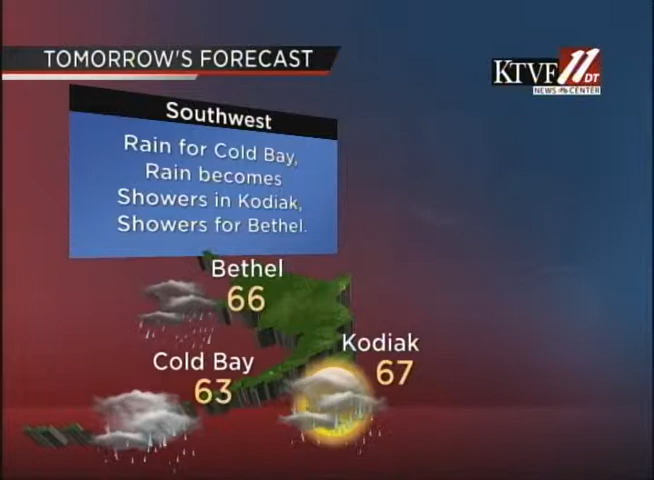 TOMORROW'S FORECAST
KTVF 11 DT
NEWS CENTER
Southwest
Rain for Cold Bay,
Rain becomes
Showers in Kodiak,
Showers for Bethel.
Bethel
66
Kodiak
67
Cold Bay
63